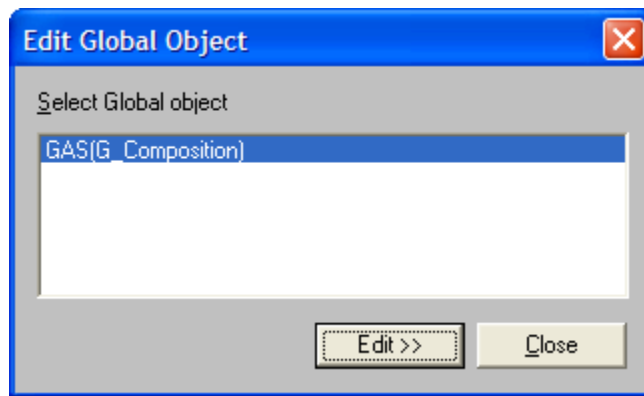 Edit Global Object
Select Global object
GAS(G_Composition)
Edit >>
Close